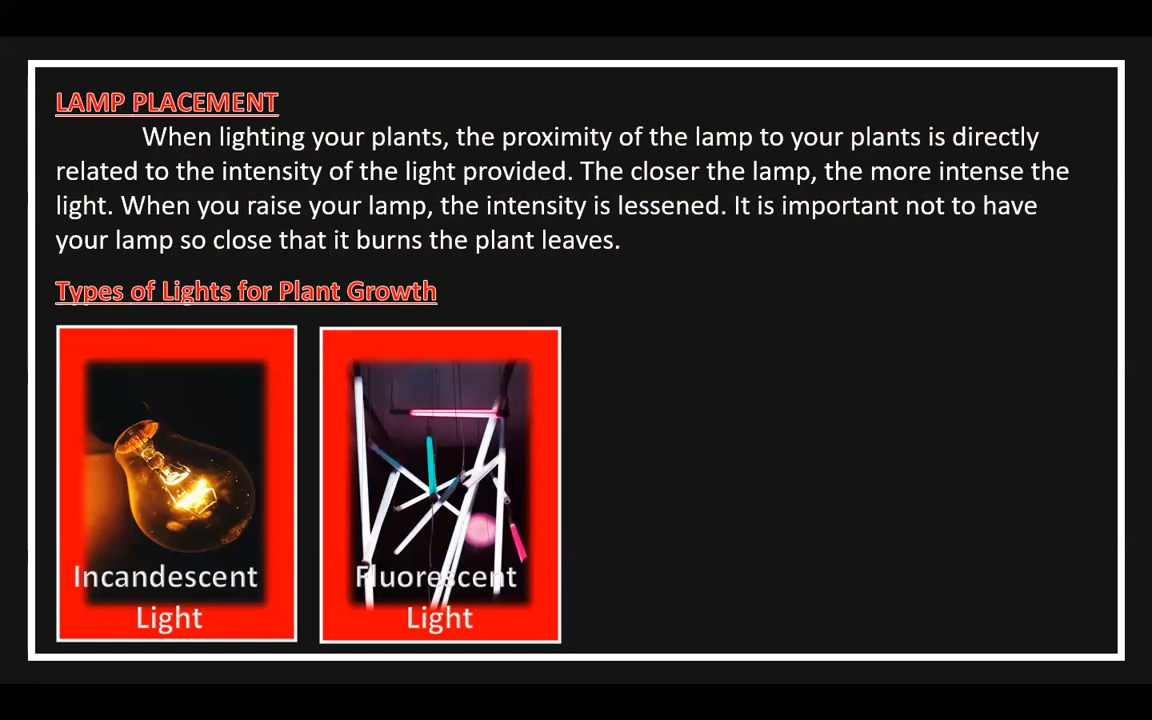 LAMP PLACEMENT
When lighting your plants, the proximity of the lamp to your plants is directly
related to the intensity of the light provided. The closer the lamp, the more intense the
light. When you raise your lamp, the intensity is lessened. It is important not to have
your lamp so close that it burns the plant leaves.
Types of Lights for Plant Growth
Incandescent
Light
Fluorescent
Light